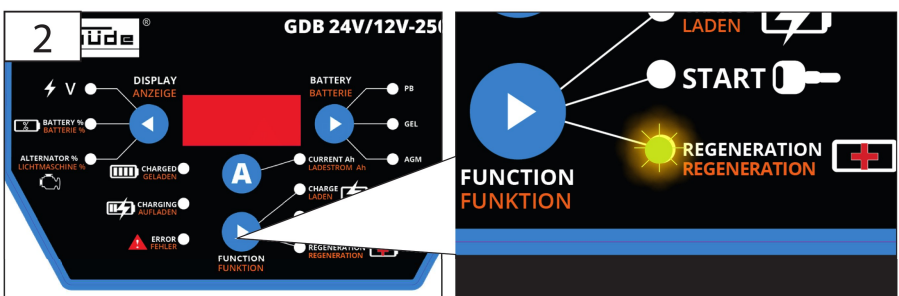 2
üde®
GDB 24V/12V-25
DISPLAY
ANZEIGE
BATTERY
BATTERIE
V
BATTERY %
BATTERIE %
%
ALTERNATOR %
LICHTMASCHINE %
PB
GEL
AGM
CHARGED
GELADEN
A
CURRENT Ah
LADESTROM Ah
CHARGE
LADEN
CHARGING
AUFLADEN
ERROR
FEHLER
REGENERATION
REGENERATION
FUNCTION
FUNKTION
LADEN
START
REGENERATION
REGENERATION
FUNCTION
FUNKTION